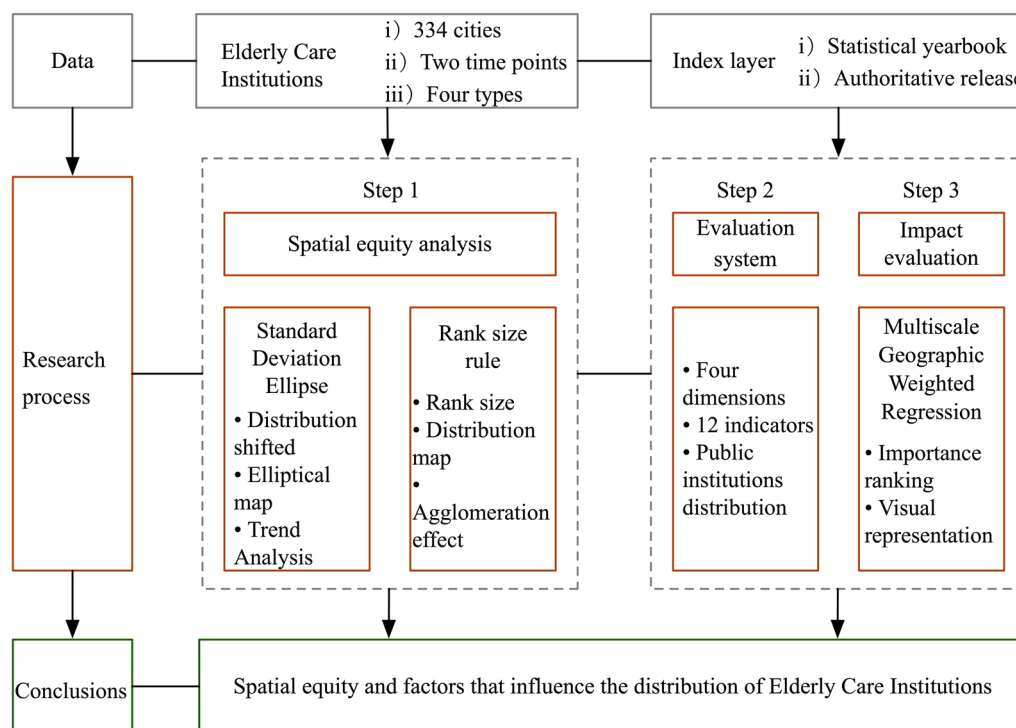 Data
Elderly Care
Institutions
i）334 cities
ii）Two time points
iii）Four types
Index layer
i）Statistical yearbook
ii）Authoritative release
Research
process
Step 1
Spatial equity analysis
Standard
Deviation
Ellipse
• Distribution
shifted
• Elliptical
map
• Trend
Analysis
Rank size
rule
• Rank size
• Distribution
map
•
Agglomeration
effect
Step 2
Evaluation
system
• Four
dimensions
• 12 indicators
• Public
institutions
distribution
Step 3
Impact
evaluation
Multiscale
Geographic
Weighted
Regression
• Importance
ranking
• Visual
representation
Conclusions
Spatial equity and factors that influence the distribution of Elderly Care Institutions